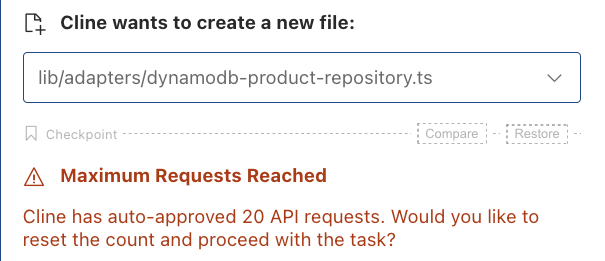 Cline wants to create a new file:
lib/adapters/dynamodb-product-repository.ts
Checkpoint Compare Restore
Maximum Requests Reached
Cline has auto-approved 20 API requests. Would you like to
reset the count and proceed with the task?